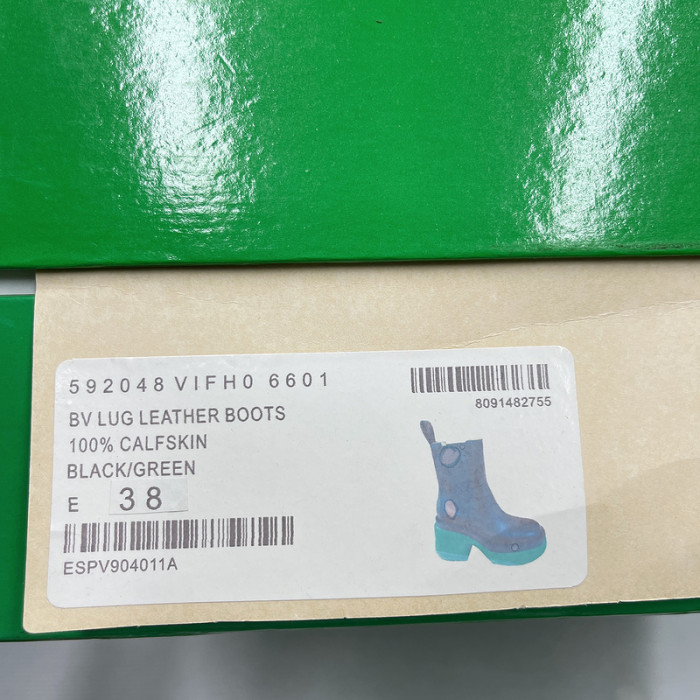 592048 VIFH0 6601
8091482755
BV LUG LEATHER BOOTS
100% CALFSKIN
BLACK/GREEN
E 38
ESPV904011A